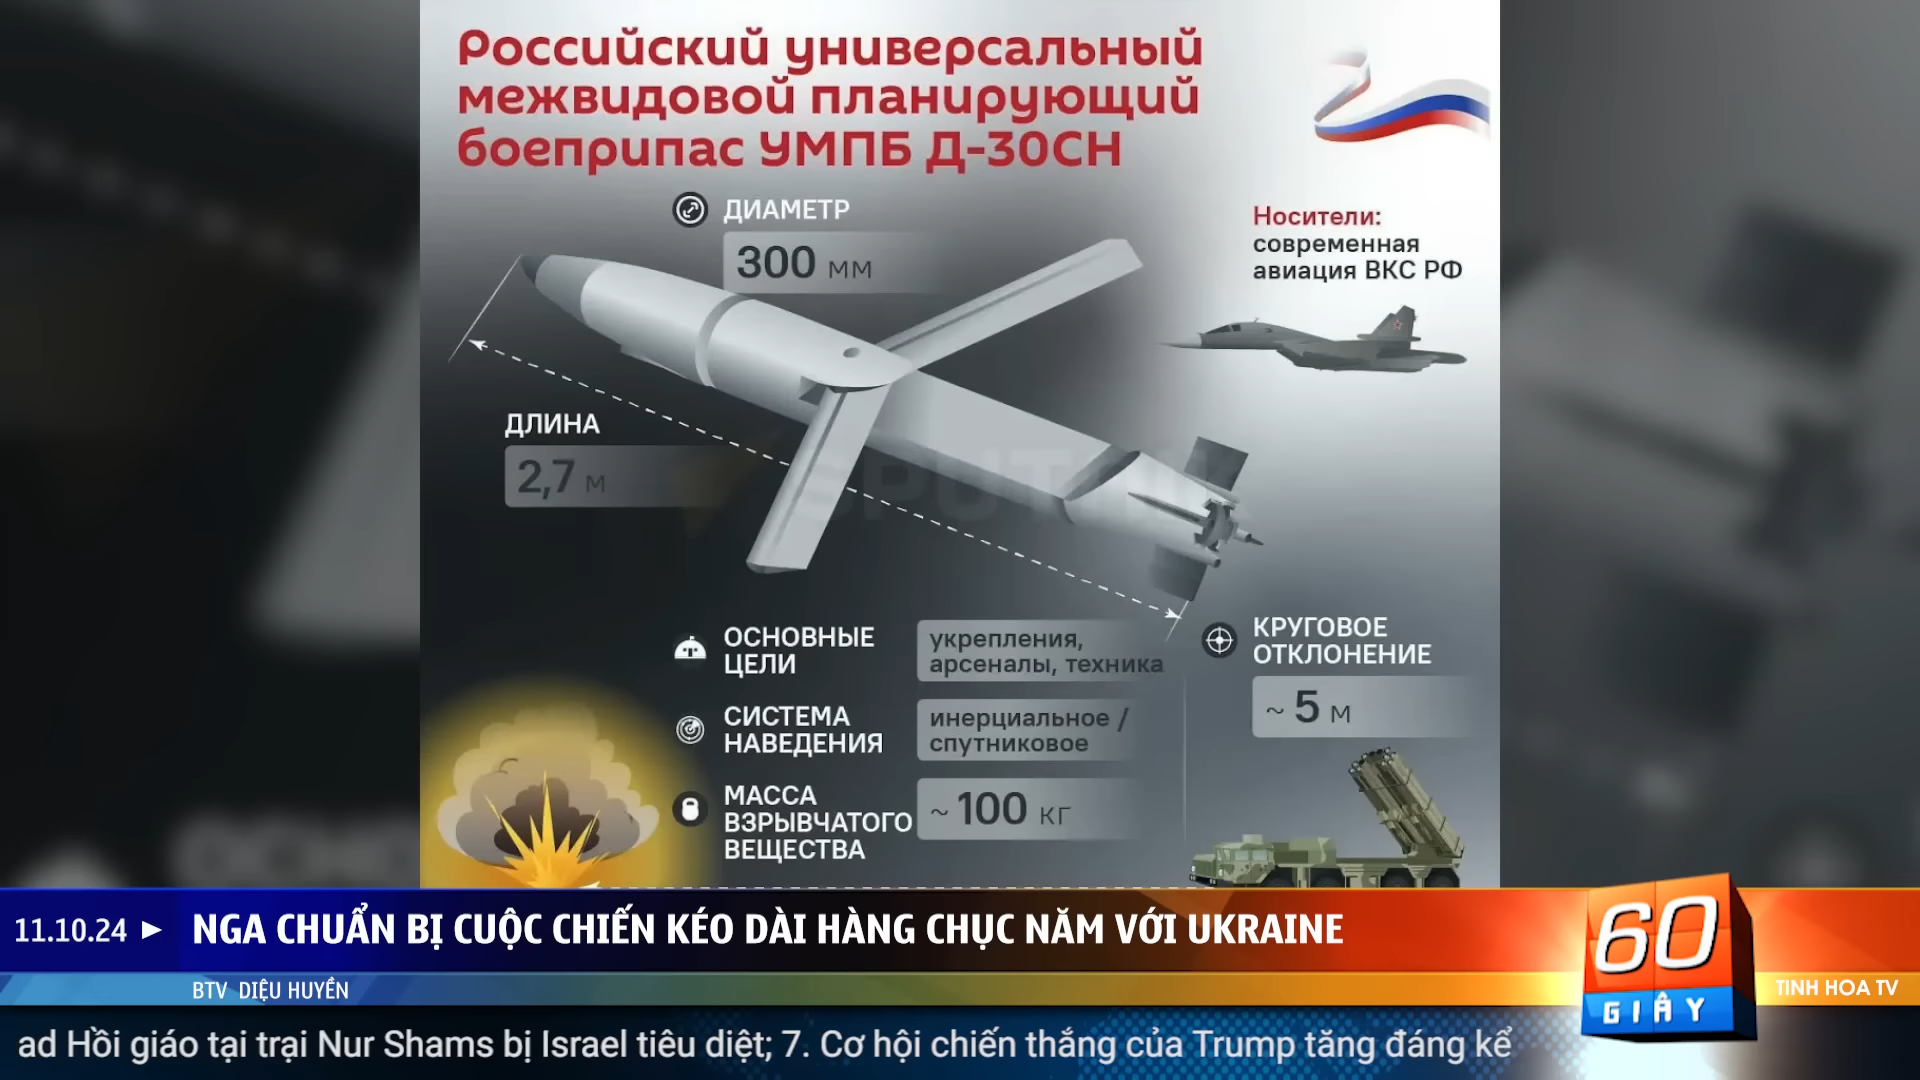 Российский универсальный
межвидовой планирующий
боеприпас УМПБ Д-30СН
ДИАМЕТР
300 мм
Носители:
современная
авиация ВКС РФ
ДЛИНА
2,7 м
SPUTNIK
ОСНОВНЫЕ
ЦЕЛИ
укрепления,
арсеналы, техника
КРУГОВОЕ
ОТКЛОНЕНИЕ
~ 5 м
СИСТЕМА
НАВЕДЕНИЯ
инерциальное /
спутниковое
МАССА
ВЗРЫВЧАТОГО
ВЕЩЕСТВА
~ 100 кг
11.10.24
NGA CHUẨN BỊ CUỘC CHIẾN KÉO DÀI HÀNG CHỤC NĂM VỚI UKRAINE
BTV DIỆU HUYỀN
60
GIÂY
TINH HOA TV
ad Hồi giáo tại trại Nur Shams bị Israel tiêu diệt; 7. Cơ hội chiến thắng của Trump tăng đáng kể